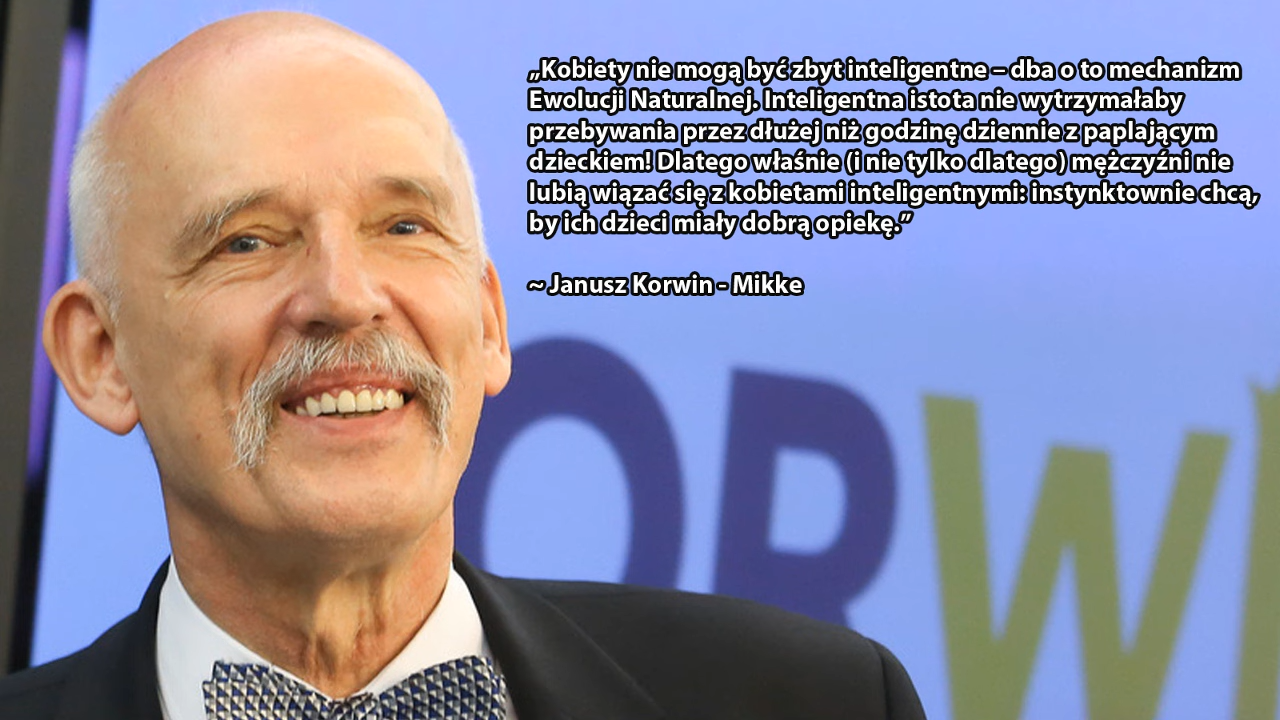 „Kobiety nie mogą być zbyt inteligentne – dba o to mechanizm
Ewolucji Naturalnej. Inteligentna istota nie wytrzymałaby
przebywania przez dłużej niż godzinę dziennie z paplającym
dzieckiem! Dlatego właśnie (i nie tylko dlatego) mężczyźni nie
lubią wiązać się z kobietami inteligentnymi: instynktownie chcą,
by ich dzieci miały dobrą opiekę.”
~ Janusz Korwin - Mikke
ORWI